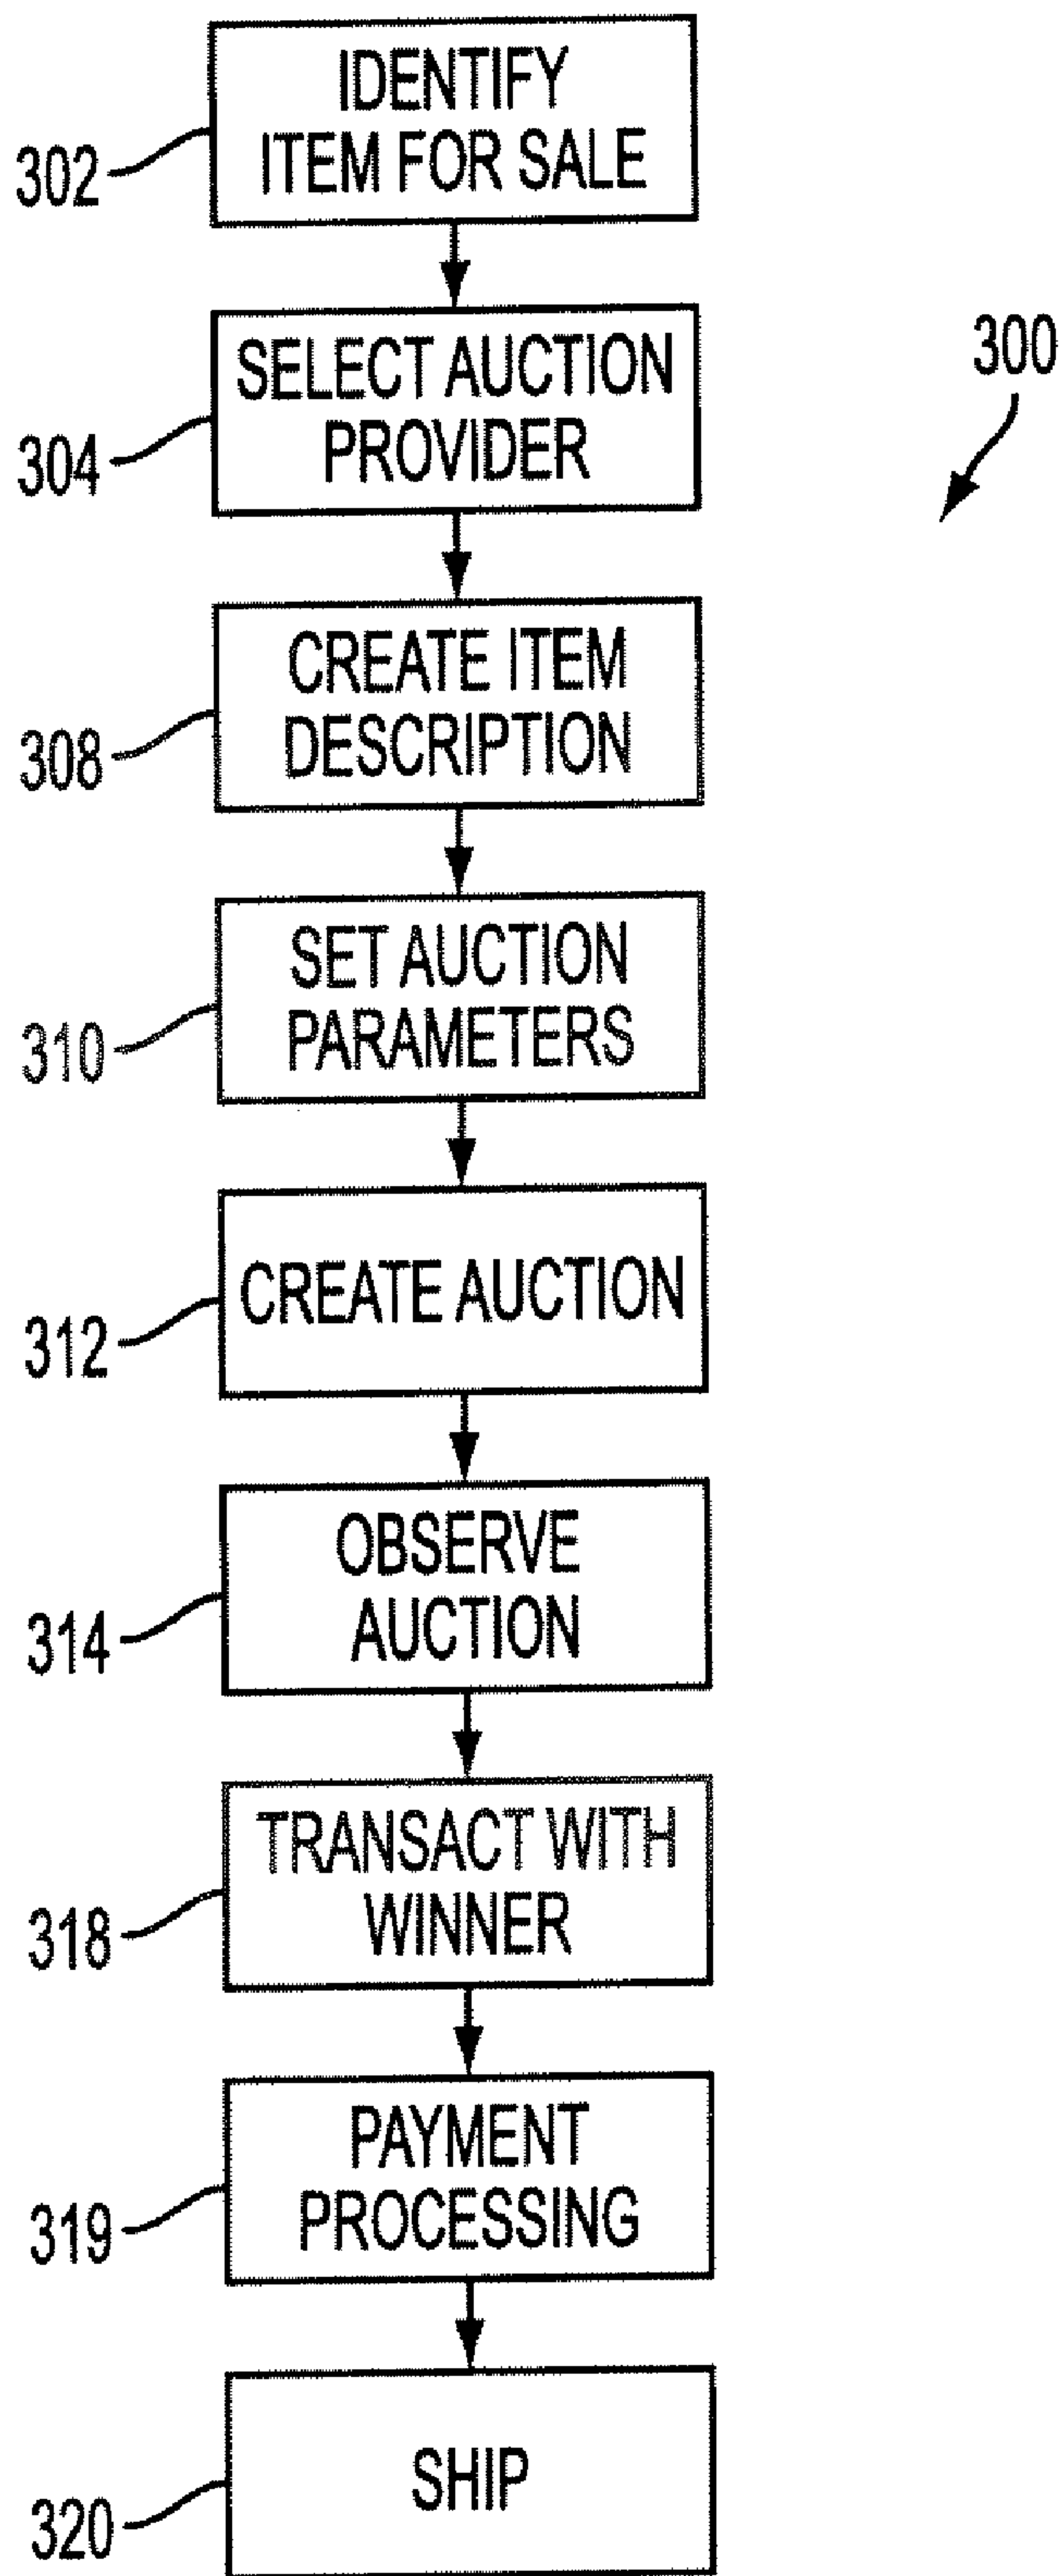 IDENTIFY
ITEM FOR SALE
302
SELECT AUCTION
PROVIDER
304
300
CREATE ITEM
DESCRIPTION
308
SET AUCTION
PARAMETERS
310
CREATE AUCTION
312
OBSERVE
AUCTION
314
TRANSACT WITH
WINNER
318
PAYMENT
PROCESSING
319
SHIP
320